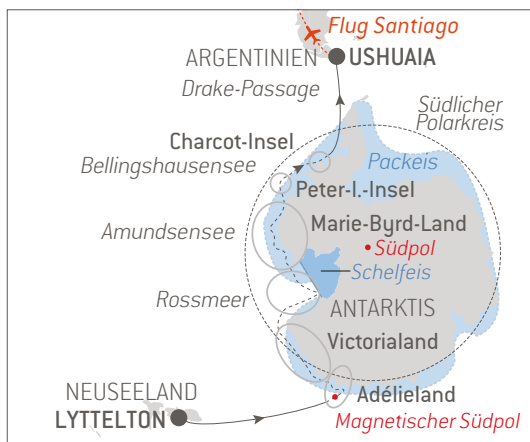 Flug Santiago
ARGENTINIEN USHUAIA
Drake-Passage
Südlicher
Polarkreis
Charcot-Insel
Bellingshausensee
Packeis
Peter-I.-Insel
Marie-Byrd-Land
Amundsensee
Südpol
Schelfeis
Rossmeer
ANTARKTIS
Victorialand
NEUSEELAND
Adélieland
LYTTELTON
Magnetischer Südpol